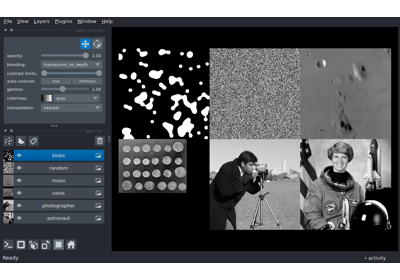 File View Layers Plugins Window Help
opacity: 1.00
blending: translucent_no_depth
contrast limits:
auto-contrast: once continuous
gamma: 1.00
colormap: gray
interpolation: nearest
blobs
random
moon
coins
photographer
astronaut
Ready
activity